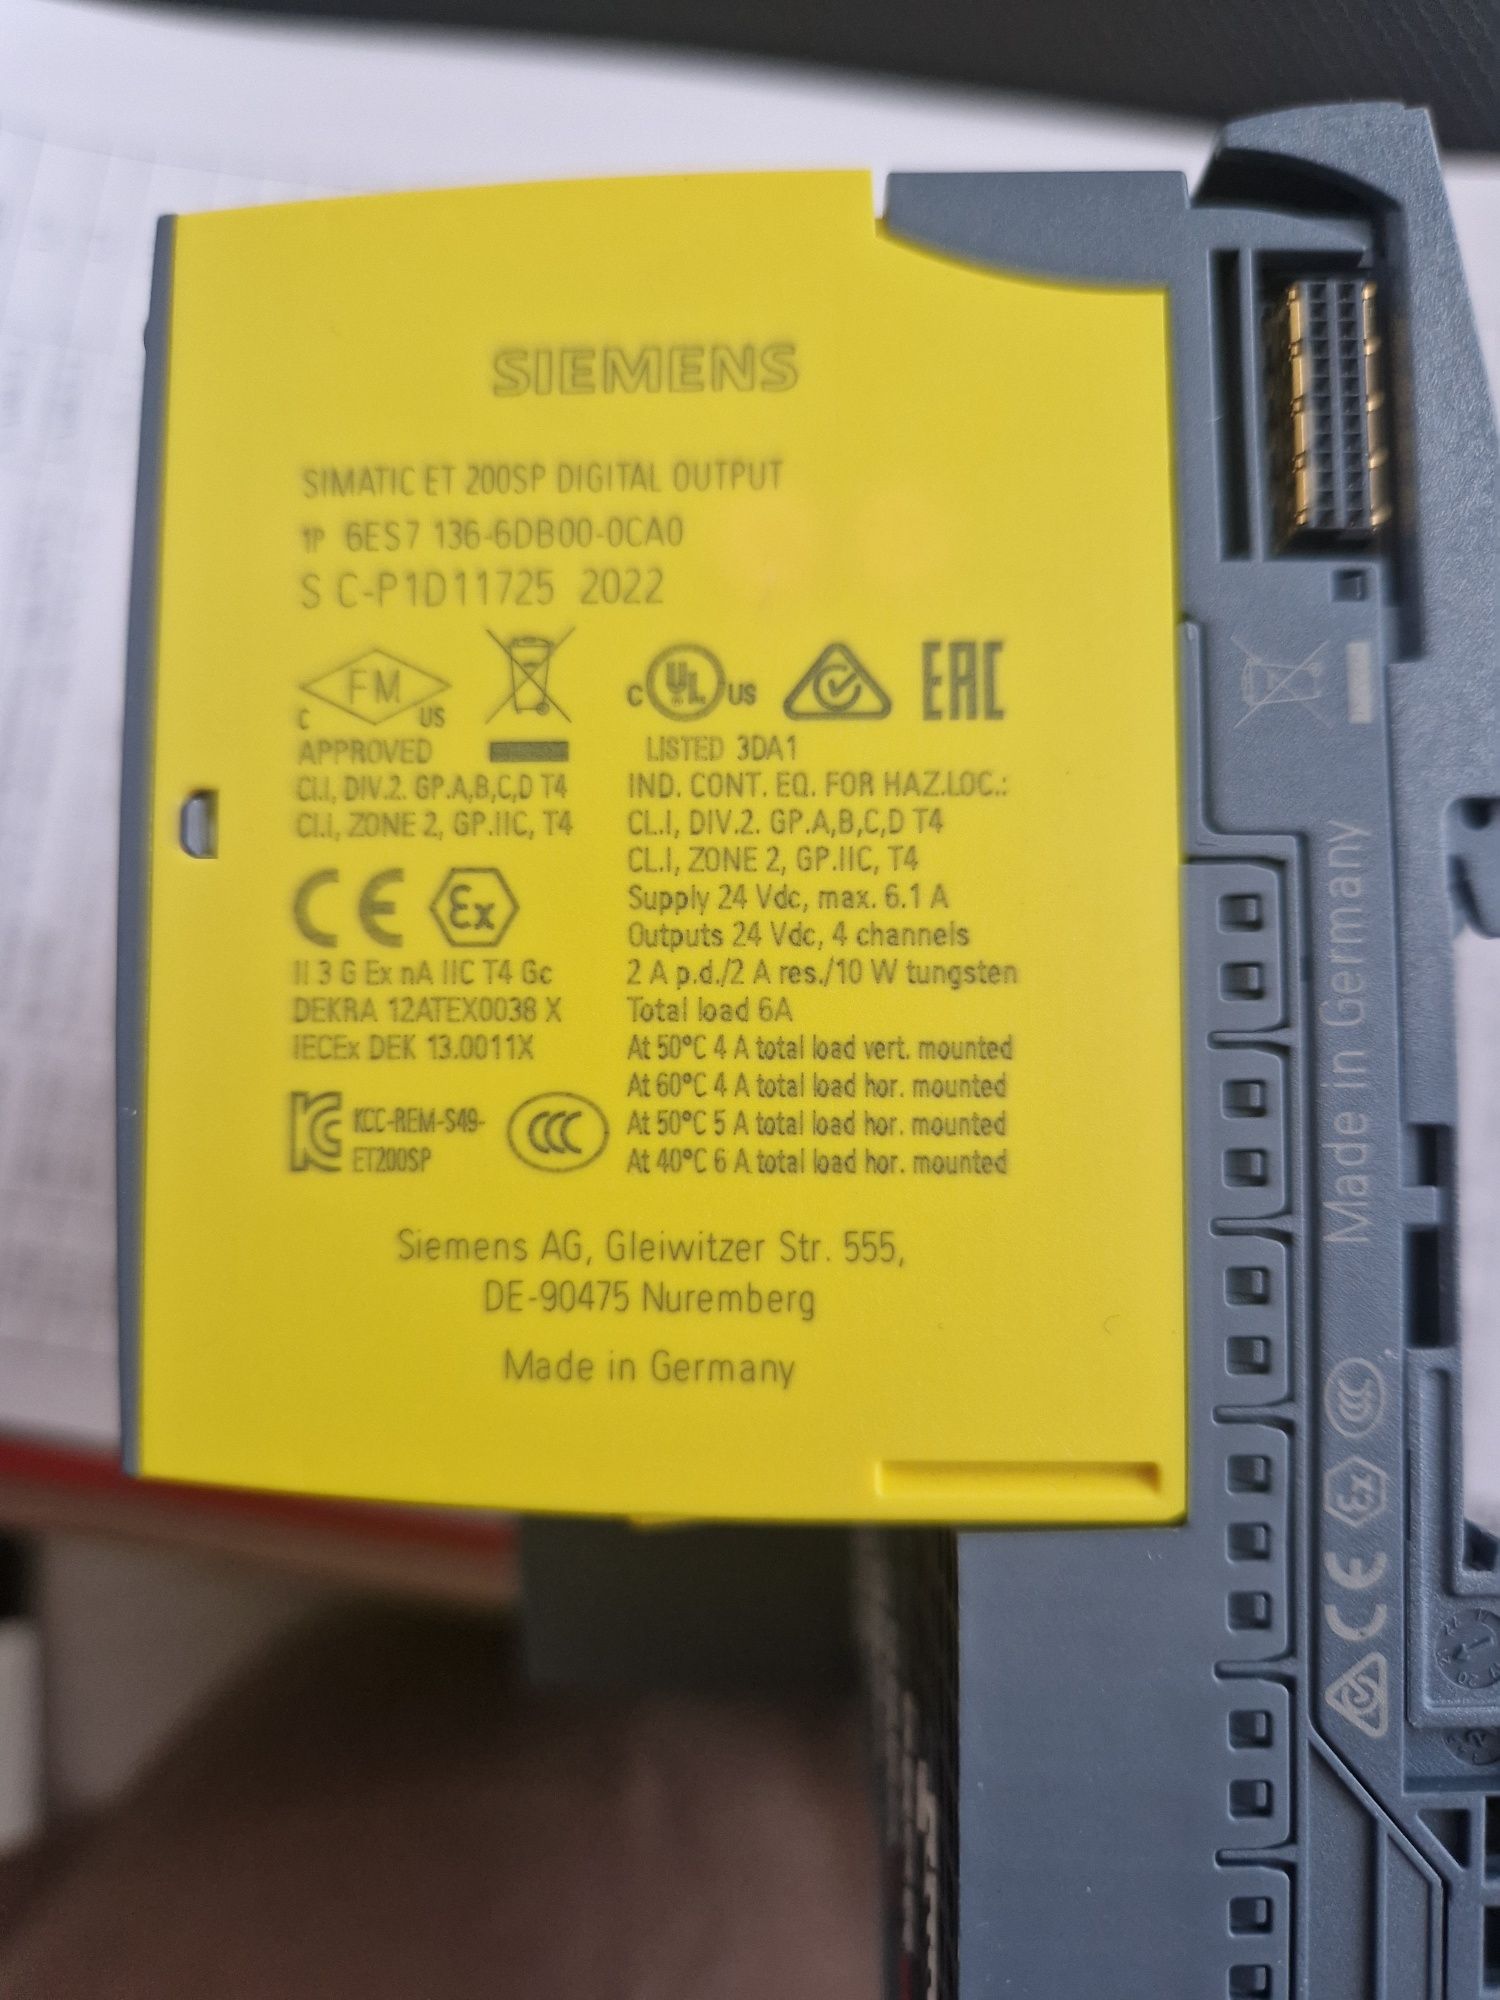 SIEMENS
SIMATIC ET 200SP DIGITAL OUTPUT
1P 6ES7 136-6DB00-0CA0
S C-P1D11725 2022
FM
C US
APPROVED
CL.I, DIV.2. GP.A,B,C,D T4
CL.I, ZONE 2, GP.IIC, T4
CE Ex
II 3 G Ex nA IIC T4 Gc
DEKRA 12ATEX0038 X
IECEx DEK 13.0011X
KCC-REM-S49-
ET200SP
CCC
C UL US
EAC
LISTED 3DA1
IND. CONT. EQ. FOR HAZ.LOC.:
CL.I, DIV.2. GP.A,B,C,D T4
CL.I, ZONE 2, GP.IIC, T4
Supply 24 Vdc, max. 6.1 A
Outputs 24 Vdc, 4 channels
2 A p.d./2 A res./10 W tungsten
Total load 6A
At 50°C 4 A total load vert. mounted
At 60°C 4 A total load hor. mounted
At 50°C 5 A total load hor. mounted
At 40°C 6 A total load hor. mounted
Siemens AG, Gleiwitzer Str. 555,
DE-90475 Nuremberg
Made in Germany
Made in Germany
CCC
Ex
CE